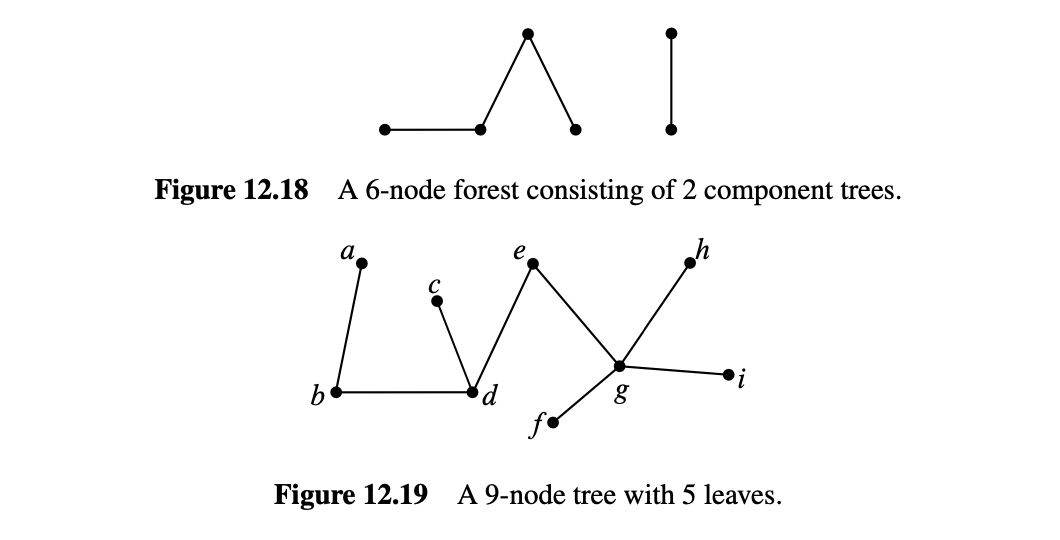 Figure 12.18 A 6-node forest consisting of 2 component trees.
a
e
h
c
b
d
g
i
f
Figure 12.19 A 9-node tree with 5 leaves.